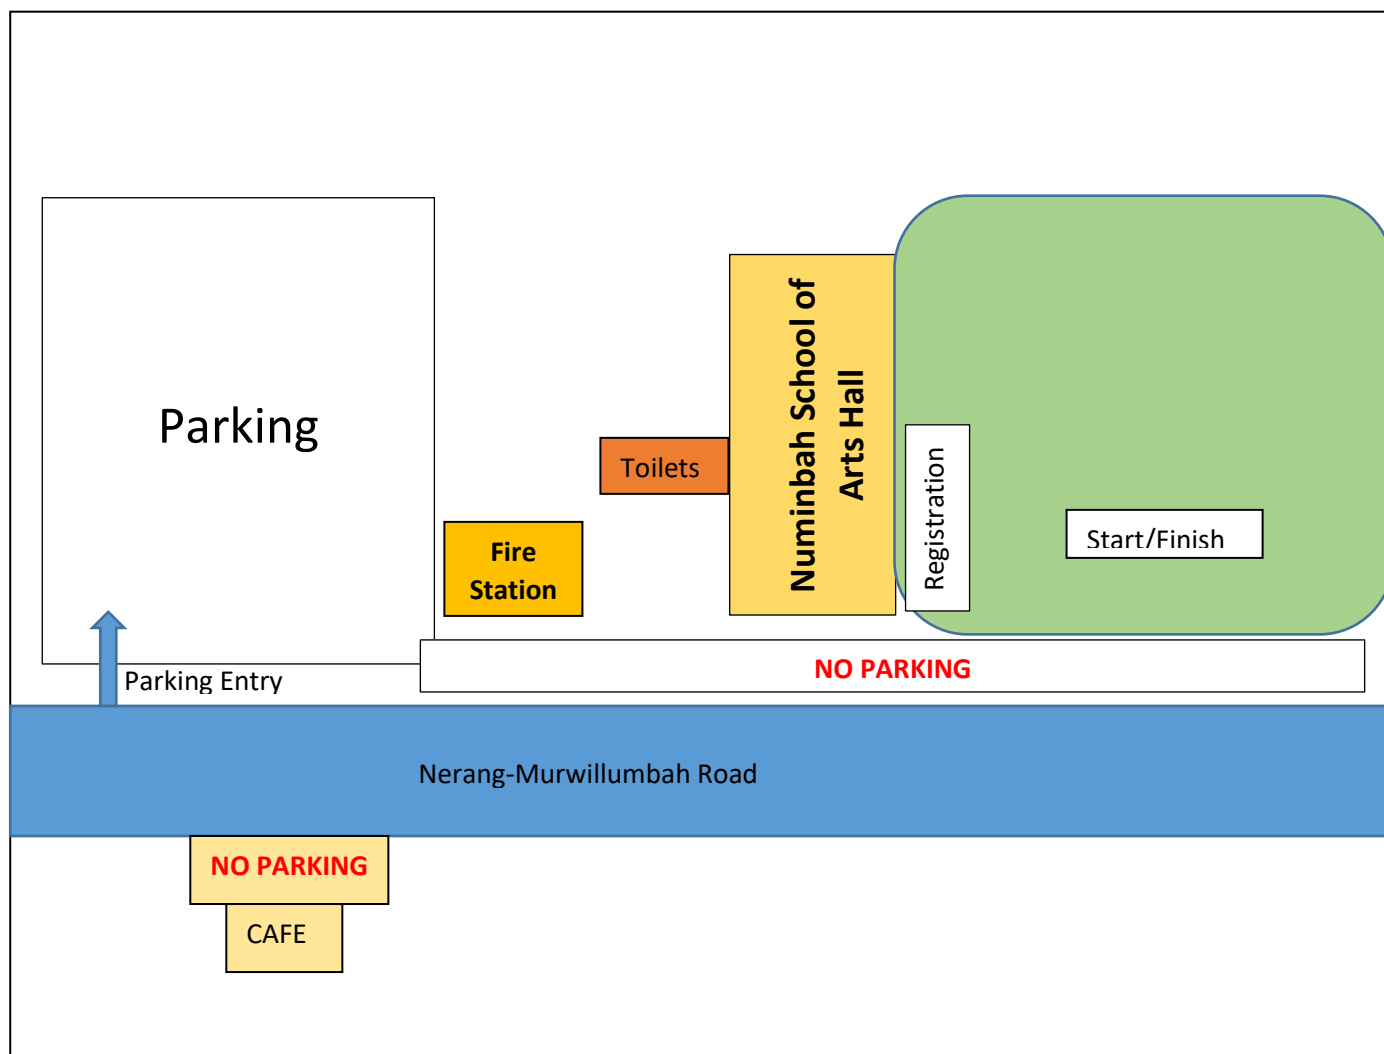 Parking
Numinbah School of
Arts Hall
Toilets
Registration
Fire
Station
Start/Finish
NO PARKING
Parking Entry
Nerang-Murwillumbah Road
NO PARKING
CAFE